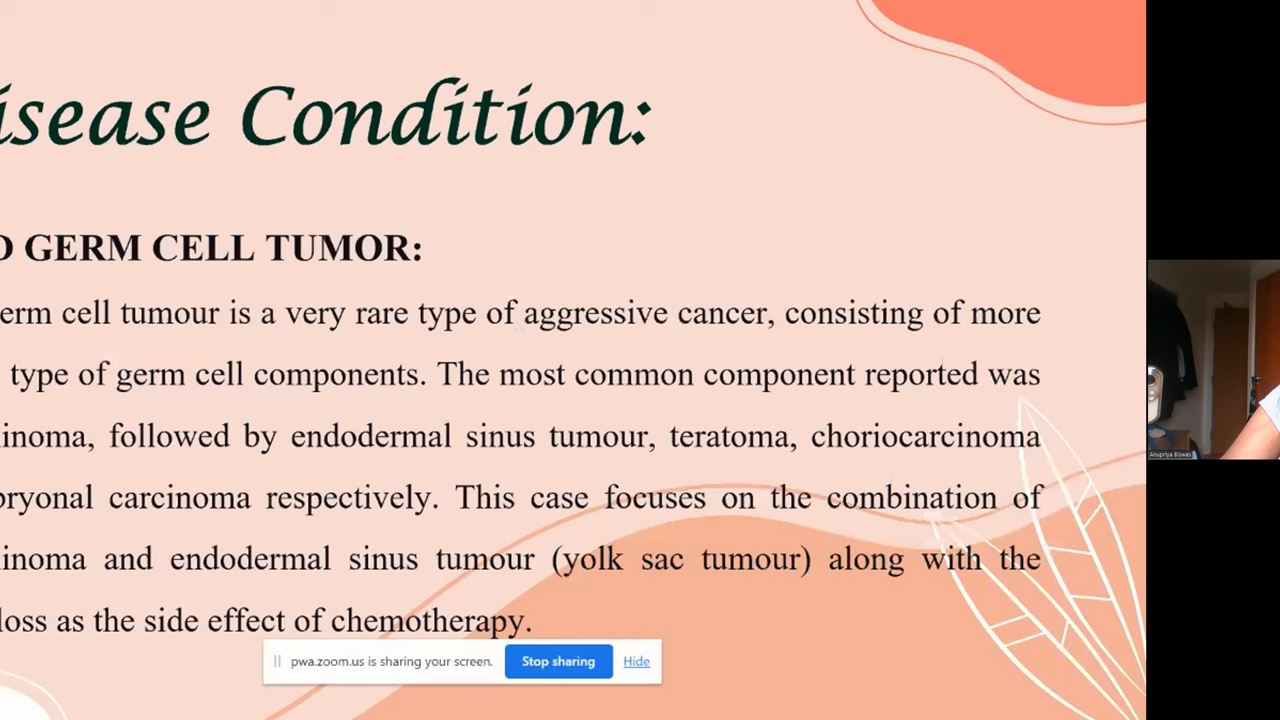 isease Condition:
D GERM CELL TUMOR:
erm cell tumour is a very rare type of aggressive cancer, consisting of more
type of germ cell components. The most common component reported was
inoma, followed by endodermal sinus tumour, teratoma, choriocarcinoma
bryonal carcinoma respectively. This case focuses on the combination of
inoma and endodermal sinus tumour (yolk sac tumour) along with the
loss as the side effect of chemotherapy.
pwa.zoom.us is sharing your screen. Stop sharing Hide
Anupriya Biswas